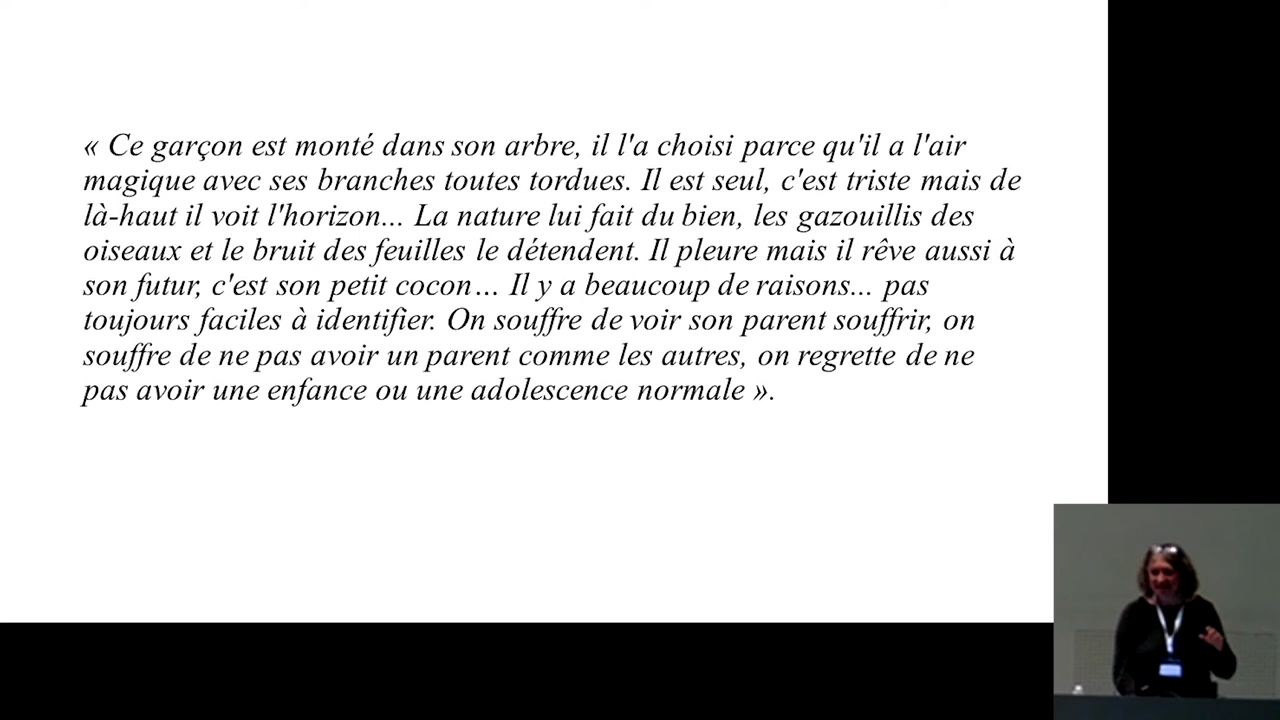 « Ce garçon est monté dans son arbre, il l'a choisi parce qu'il a l'air
magique avec ses branches toutes tordues. Il est seul, c'est triste mais de
là-haut il voit l'horizon... La nature lui fait du bien, les gazouillis des
oiseaux et le bruit des feuilles le détendent. Il pleure mais il rêve aussi à
son futur, c'est son petit cocon... Il y a beaucoup de raisons... pas
toujours faciles à identifier. On souffre de voir son parent souffrir, on
souffre de ne pas avoir un parent comme les autres, on regrette de ne
pas avoir une enfance ou une adolescence normale ».